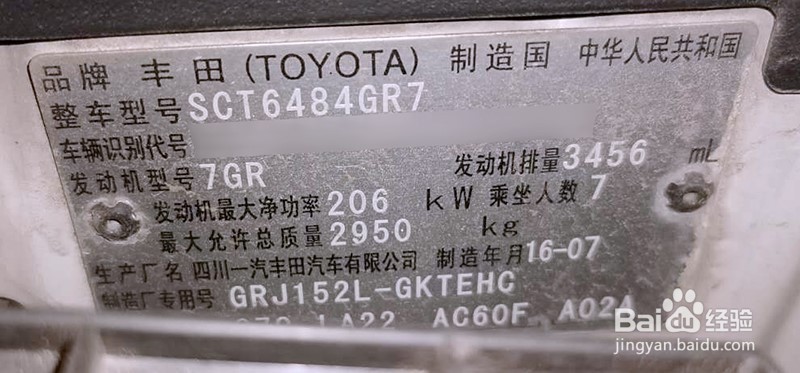 品牌 丰田(TOYOTA) 制造国 中华人民共和国
整车型号 SCT6484GR7
车辆识别代号
发动机型号 7GR 发动机排量 3456 mL
发动机最大净功率 206 kW 乘坐人数 7
最大允许总质量 2950 kg
生产厂名 四川一汽丰田汽车有限公司 制造年月 16-07
制造厂专用号 GRJ152L-GKTEHC
LA22 AC60F A02A
Baidu 经验
jingyan.baidu.com